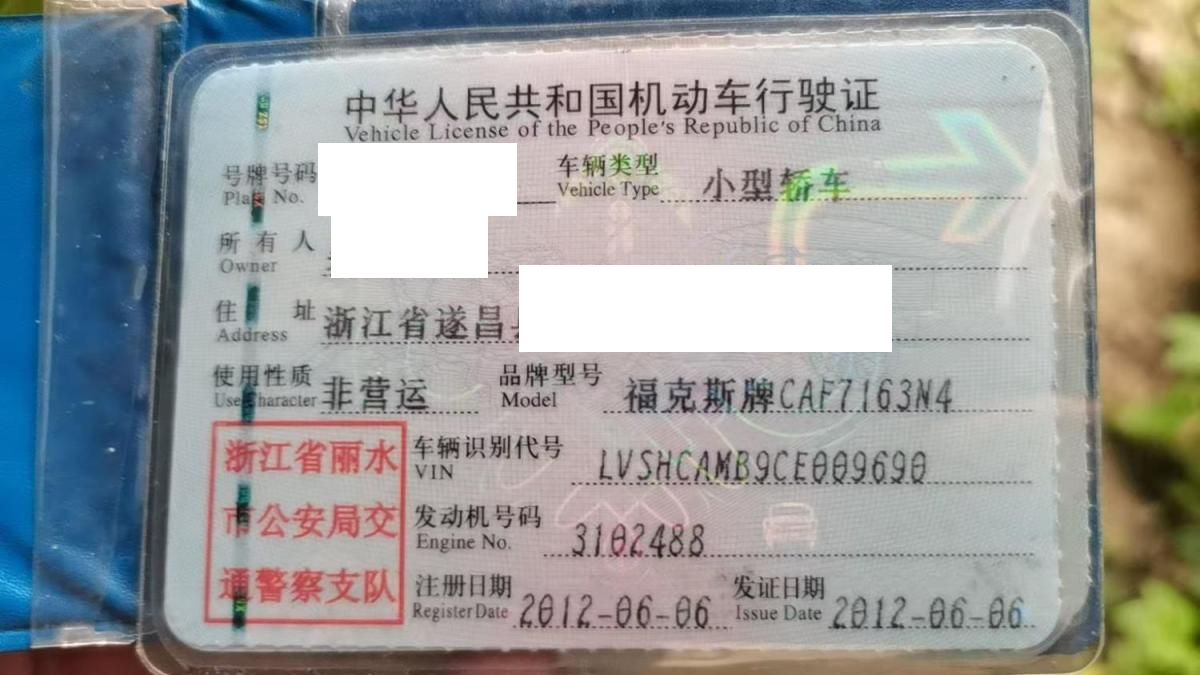 中华人民共和国机动车行驶证
Vehicle License of the People's Republic of China
号牌号码 车辆类型 小型轿车
Plate No. Vehicle Type
所有人
Owner
住址 浙江省遂昌
Address
使用性质 非营运 品牌型号 福克斯牌CAF7163N4
Use Character Model
浙江省丽水
市公安局交
通警察支队
车辆识别代号 LVSHCAMB9CE009690
VIN
发动机号码 3102488
Engine No.
注册日期 2012-06-06 发证日期 2012-06-06
Register Date Issue Date